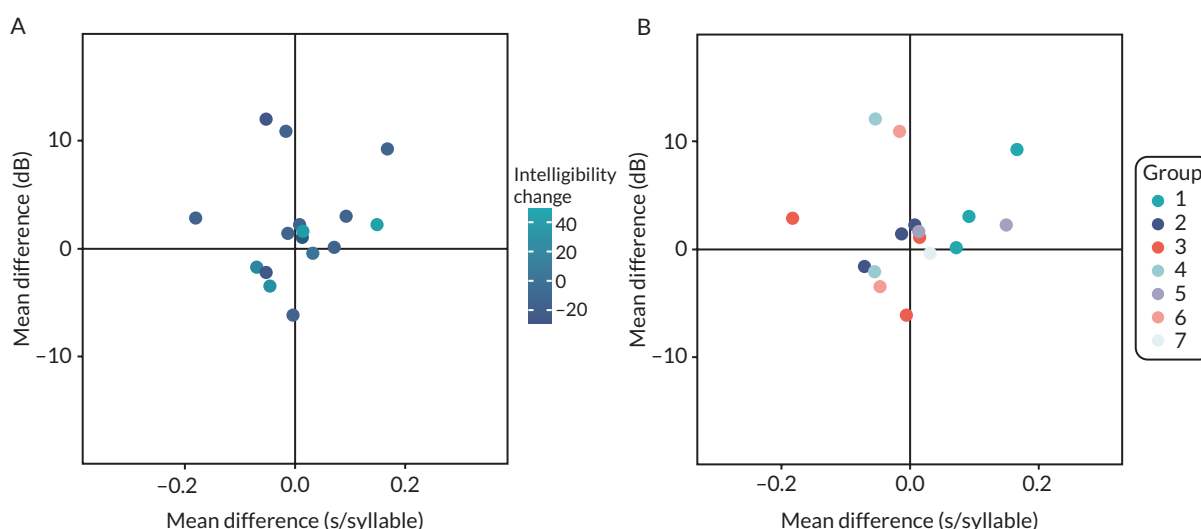 A
Mean difference (dB)
10
0
−10
−0.2
0.0
0.2
Mean difference (s/syllable)
Intelligibility
change
40
20
0
−20
B
Mean difference (dB)
10
0
−10
−0.2
0.0
0.2
Mean difference (s/syllable)
Group
1
2
3
4
5
6
7